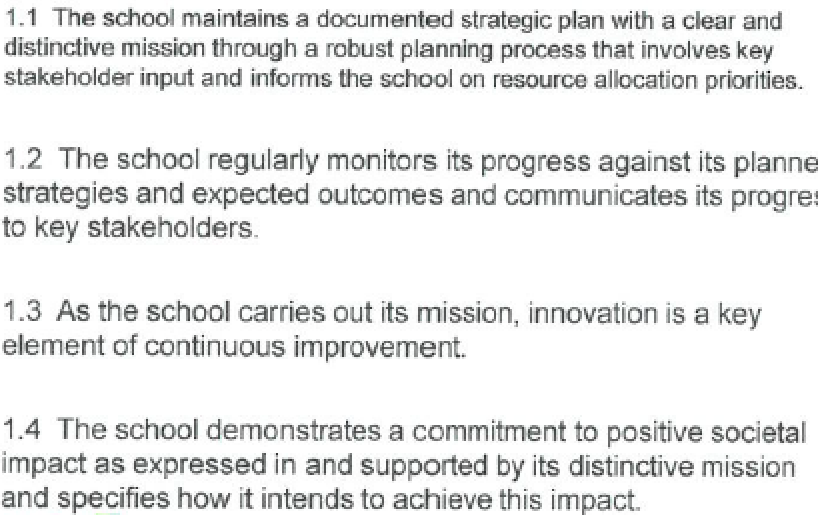 1.1 The school maintains a documented strategic plan with a clear and
distinctive mission through a robust planning process that involves key
stakeholder input and informs the school on resource allocation priorities.
1.2 The school regularly monitors its progress against its planne
strategies and expected outcomes and communicates its progres
to key stakeholders.
1.3 As the school carries out its mission, innovation is a key
element of continuous improvement.
1.4 The school demonstrates a commitment to positive societal
impact as expressed in and supported by its distinctive mission
and specifies how it intends to achieve this impact.